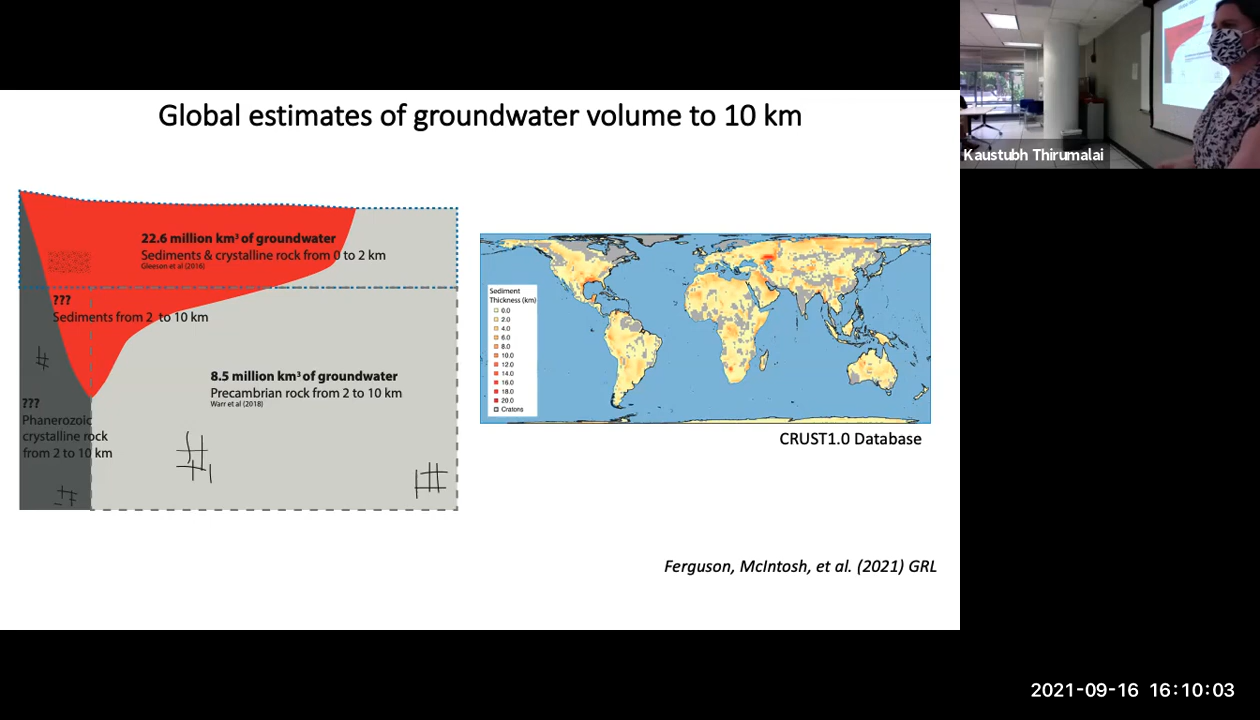 Global estimates of groundwater volume to 10 km
22.6 million km³ of groundwater
Sediments & crystalline rock from 0 to 2 km
Gleeson et al (2016)
???
Sediments from 2 to 10 km
8.5 million km³ of groundwater
Precambrian rock from 2 to 10 km
Warr et al (2018)
???
Phanerozoic
crystalline rock
from 2 to 10 km
Sediment
Thickness (km)
0.0
2.0
4.0
6.0
8.0
10.0
12.0
14.0
16.0
18.0
20.0
Cratons
CRUST1.0 Database
Ferguson, McIntosh, et al. (2021) GRL
Kaustubh Thirumalai
2021-09-16 16:10:03